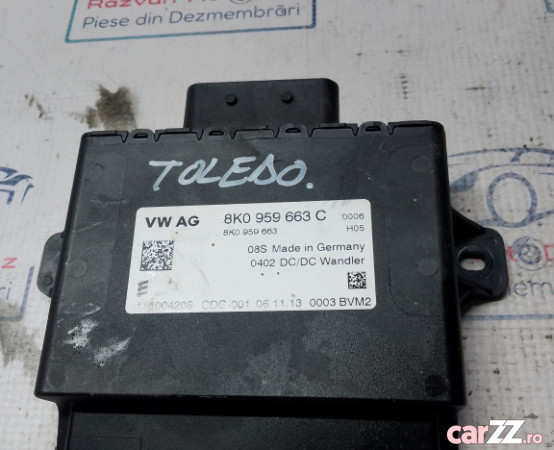 Piese din Dezmembrări
TOLEDO.
VW AG 8K0 959 663 C 0006
8K0 959 663 H05
08S Made in Germany
0402 DC/DC Wandler
CDG-001 06.11.13 0003 BVM2
carZZ.ro